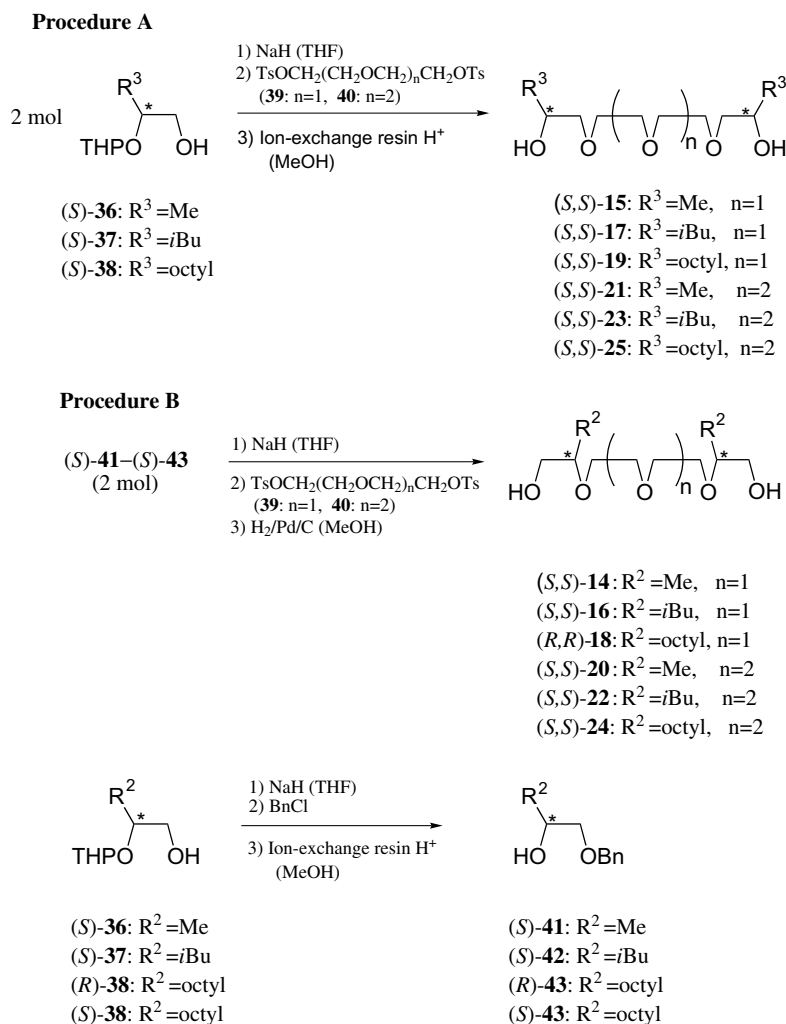 Procedure A
R3
*
2 mol
THPO
OH
1) NaH (THF)
2) TsOCH2(CH2OCH2)nCH2OTs
(39: n=1, 40: n=2)
3) Ion-exchange resin H+
(MeOH)
R3
*
HO
O
(
O
)
n
O
*
R3
OH
(S)-36: R3 =Me
(S)-37: R3 =iBu
(S)-38: R3 =octyl
(S,S)-15: R3 =Me, n=1
(S,S)-17: R3 =iBu, n=1
(S,S)-19: R3 =octyl, n=1
(S,S)-21: R3 =Me, n=2
(S,S)-23: R3 =iBu, n=2
(S,S)-25: R3 =octyl, n=2
Procedure B
(S)-41–(S)-43
(2 mol)
1) NaH (THF)
2) TsOCH2(CH2OCH2)nCH2OTs
(39: n=1, 40: n=2)
3) H2/Pd/C (MeOH)
R2
*
HO
O
(
O
)
n
O
R2
*
OH
(S,S)-14: R2 =Me, n=1
(S,S)-16: R2 =iBu, n=1
(R,R)-18: R2 =octyl, n=1
(S,S)-20: R2 =Me, n=2
(S,S)-22: R2 =iBu, n=2
(S,S)-24: R2 =octyl, n=2
R2
*
THPO
OH
1) NaH (THF)
2) BnCl
3) Ion-exchange resin H+
(MeOH)
R2
*
HO
OBn
(S)-36: R2 =Me
(S)-37: R2 =iBu
(R)-38: R2 =octyl
(S)-38: R2 =octyl
(S)-41: R2 =Me
(S)-42: R2 =iBu
(R)-43: R2 =octyl
(S)-43: R2 =octyl